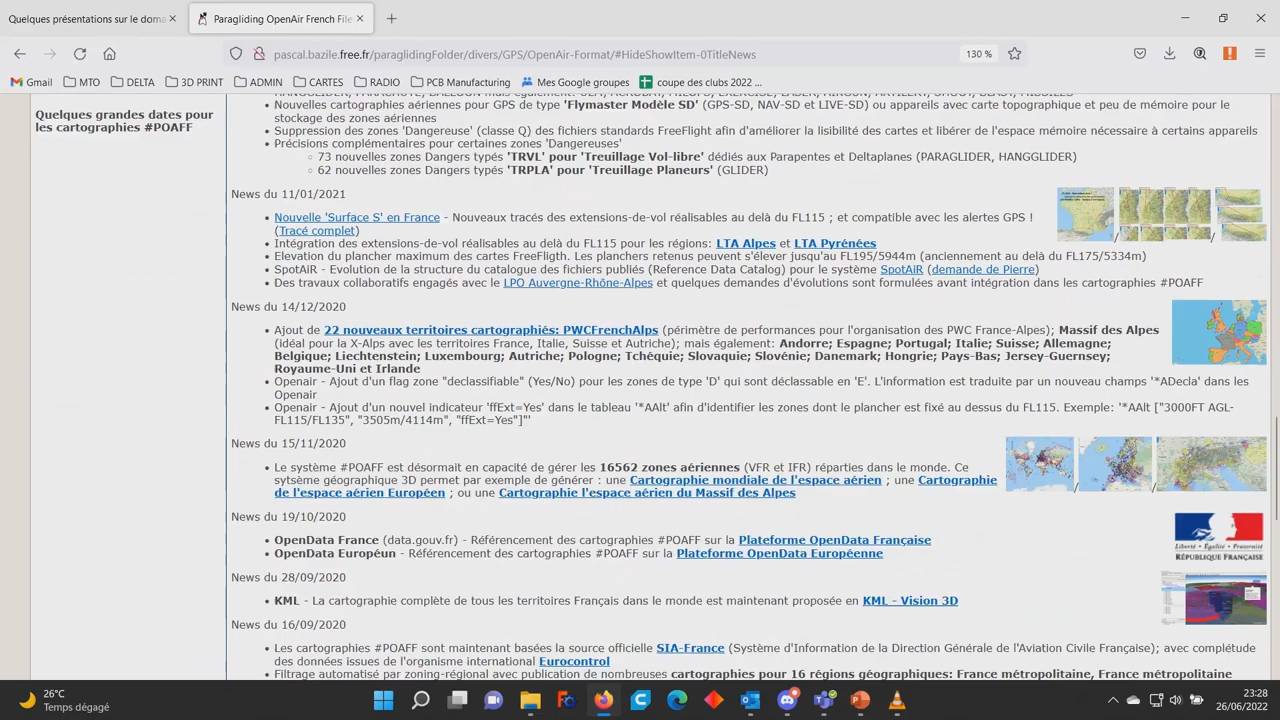 Quelques présentations sur le dom
Paragliding OpenAir French File
pascal.bazile.free.fr/paraglidingFolder/divers/GPS/OpenAir-Format/#HideShowItem-0TitleNews
130 %
Gmail
MTO
DELTA
3D PRINT
ADMIN
CARTES
RADIO
PCB Manufacturing
Mes Google groupes
coupe des clubs 2022 ...
Quelques grandes dates pour
les cartographies #POAFF
Nouvelles cartographies aériennes pour GPS de type 'Flymaster Modèle SD' (GPS-SD, NAV-SD et LIVE-SD) ou appareils avec carte topographique et peu de mémoire pour le
stockage des zones aériennes
Suppression des zones 'Dangereuse' (classe Q) des fichiers standards FreeFlight afin d'améliorer la lisibilité des cartes et libérer de l'espace mémoire nécessaire à certains appareils
Précisions complémentaires pour certaines zones 'Dangereuses'
73 nouvelles zones Dangers typés 'TRVL' pour 'Treuillage Vol-libre' dédiés aux Parapentes et Deltaplanes (PARAGLIDER, HANGGLIDER)
62 nouvelles zones Dangers typés 'TRPLA' pour 'Treuillage Planeurs' (GLIDER)
News du 11/01/2021
Nouvelle 'Surface S' en France - Nouveaux tracés des extensions-de-vol réalisables au delà du FL115 ; et compatible avec les alertes GPS !
(Tracé complet)
Intégration des extensions-de-vol réalisables au delà du FL115 pour les régions: LTA Alpes et LTA Pyrénées
Elevation du plancher maximum des cartes FreeFligth. Les planchers retenus peuvent s'élever jusqu'au FL195/5944m (anciennement au delà du FL175/5334m)
SpotAiR - Evolution de la structure du catalogue des fichiers publiés (Reference Data Catalog) pour le système SpotAiR (demande de Pierre)
Des travaux collaboratifs engagés avec le LPO Auvergne-Rhône-Alpes et quelques demandes d'évolutions sont formulées avant intégration dans les cartographies #POAFF
News du 14/12/2020
Ajout de 22 nouveaux territoires cartographiés: PWCFrenchAlps (périmètre de performances pour l'organisation des PWC France-Alpes); Massif des Alpes
(idéal pour la X-Alps avec les territoires France, Italie, Suisse et Autriche); mais également: Andorre; Espagne; Portugal; Italie; Suisse; Allemagne;
Belgique; Liechtenstein; Luxembourg; Autriche; Pologne; Tchéquie; Slovaquie; Slovénie; Danemark; Hongrie; Pays-Bas; Jersey-Guernsey;
Royaume-Uni et Irlande
Openair - Ajout d'un flag zone "declassifiable" (Yes/No) pour les zones de type 'D' qui sont déclassable en 'E'. L'information est traduite par un nouveau champs '*ADecla' dans les
Openair
Openair - Ajout d'un nouvel indicateur 'ffExt=Yes' dans le tableau '*AAlt' afin d'identifier les zones dont le plancher est fixé au dessus du FL115. Exemple: '*AAlt ["3000FT AGL-
FL115/FL135", "3505m/4114m", "ffExt=Yes"]"'
News du 15/11/2020
Le système #POAFF est désormait en capacité de gérer les 16562 zones aériennes (VFR et IFR) réparties dans le monde. Ce
sytsème géographique 3D permet par exemple de générer : une Cartographie mondiale de l'espace aérien ; une Cartographie
de l'espace aérien Européen ; ou une Cartographie l'espace aérien du Massif des Alpes
News du 19/10/2020
OpenData France (data.gouv.fr) - Référencement des cartographies #POAFF sur la Plateforme OpenData Française
OpenData Européun - Référencement des cartographies #POAFF sur la Plateforme OpenData Européenne
Liberté • Égalité • Fraternité
RÉPUBLIQUE FRANÇAISE
News du 28/09/2020
KML - La cartographie complète de tous les territoires Français dans le monde est maintenant proposée en KML - Vision 3D
News du 16/09/2020
Les cartographies #POAFF sont maintenant basées la source officielle SIA-France (Système d'Information de la Direction Générale de l'Aviation Civile Française); avec complétude
des données issues de l'organisme international Eurocontrol
Filtrage automatisé par zoning-régional avec publication de nombreuses cartographies pour 16 régions géographiques: France métropolitaine, France métropolitaine
26°C
Temps dégagé
23:28
26/06/2022